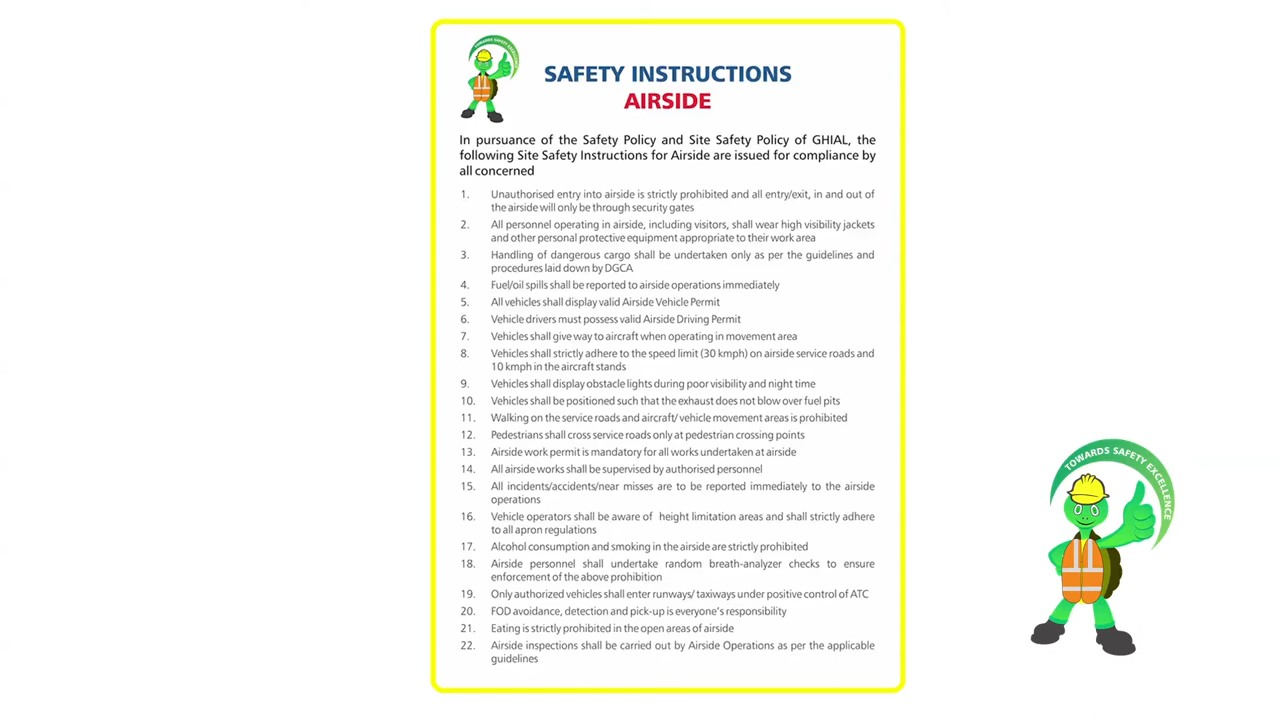 TOWARDS SAFETY EXCELLENCE
SAFETY INSTRUCTIONS
AIRSIDE
In pursuance of the Safety Policy and Site Safety Policy of GHIAL, the
following Site Safety Instructions for Airside are issued for compliance by
all concerned
1. Unauthorised entry into airside is strictly prohibited and all entry/exit, in and out of
the airside will only be through security gates
2. All personnel operating in airside, including visitors, shall wear high visibility jackets
and other personal protective equipment appropriate to their work area
3. Handling of dangerous cargo shall be undertaken only as per the guidelines and
procedures laid down by DGCA
4. Fuel/oil spills shall be reported to airside operations immediately
5. All vehicles shall display valid Airside Vehicle Permit
6. Vehicle drivers must possess valid Airside Driving Permit
7. Vehicles shall give way to aircraft when operating in movement area
8. Vehicles shall strictly adhere to the speed limit (30 kmph) on airside service roads and
10 kmph in the aircraft stands
9. Vehicles shall display obstacle lights during poor visibility and night time
10. Vehicles shall be positioned such that the exhaust does not blow over fuel pits
11. Walking on the service roads and aircraft/ vehicle movement areas is prohibited
12. Pedestrians shall cross service roads only at pedestrian crossing points
13. Airside work permit is mandatory for all works undertaken at airside
14. All airside works shall be supervised by authorised personnel
15. All incidents/accidents/near misses are to be reported immediately to the airside
operations
16. Vehicle operators shall be aware of height limitation areas and shall strictly adhere
to all apron regulations
17. Alcohol consumption and smoking in the airside are strictly prohibited
18. Airside personnel shall undertake random breath-analyzer checks to ensure
enforcement of the above prohibition
19. Only authorized vehicles shall enter runways/ taxiways under positive control of ATC
20. FOD avoidance, detection and pick-up is everyone's responsibility
21. Eating is strictly prohibited in the open areas of airside
22. Airside inspections shall be carried out by Airside Operations as per the applicable
guidelines
TOWARDS SAFETY EXCELLENCE